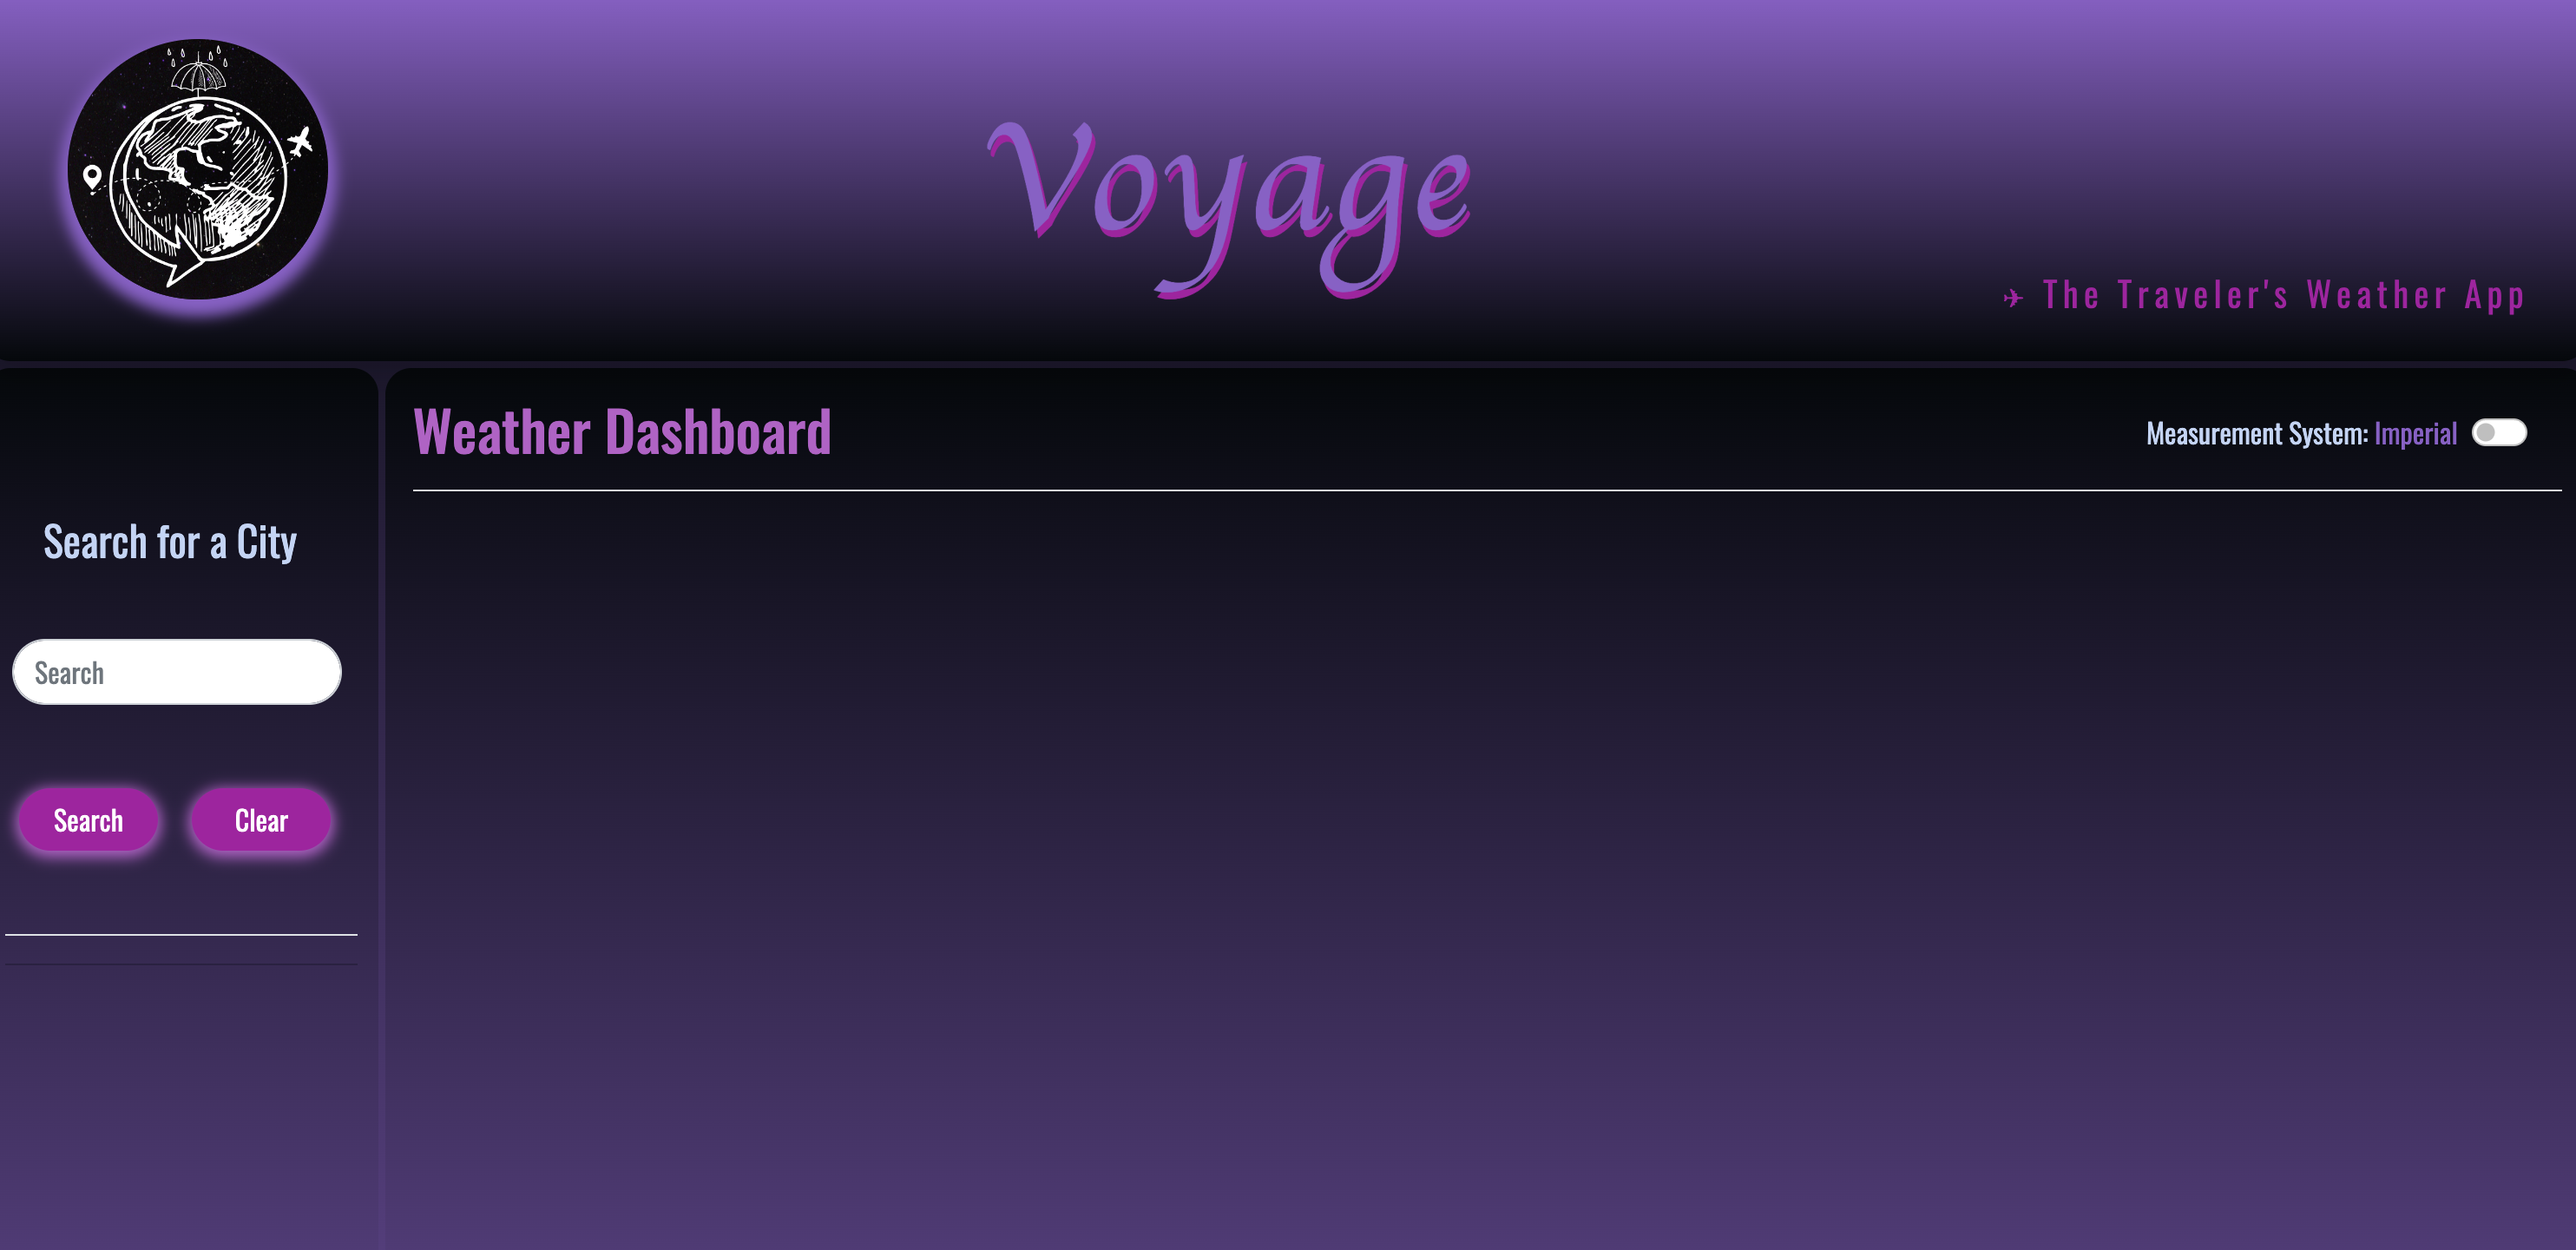 Voyage
✈ The Traveler's Weather App
Weather Dashboard
Measurement System: Imperial
Search for a City
Search
Search
Clear